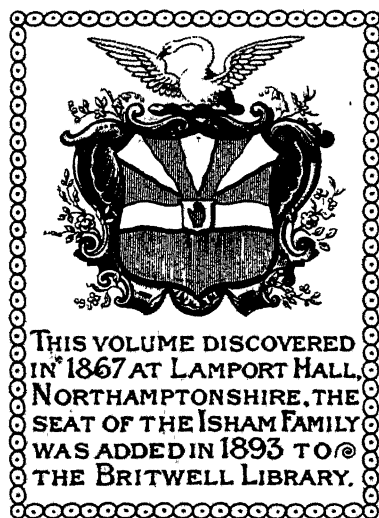 THIS VOLUME DISCOVERED
IN 1867 AT LAMPORT HALL,
NORTHAMPTONSHIRE, THE
SEAT OF THE ISHAM FAMILY
WAS ADDED IN 1893 TO
THE BRITWELL LIBRARY.